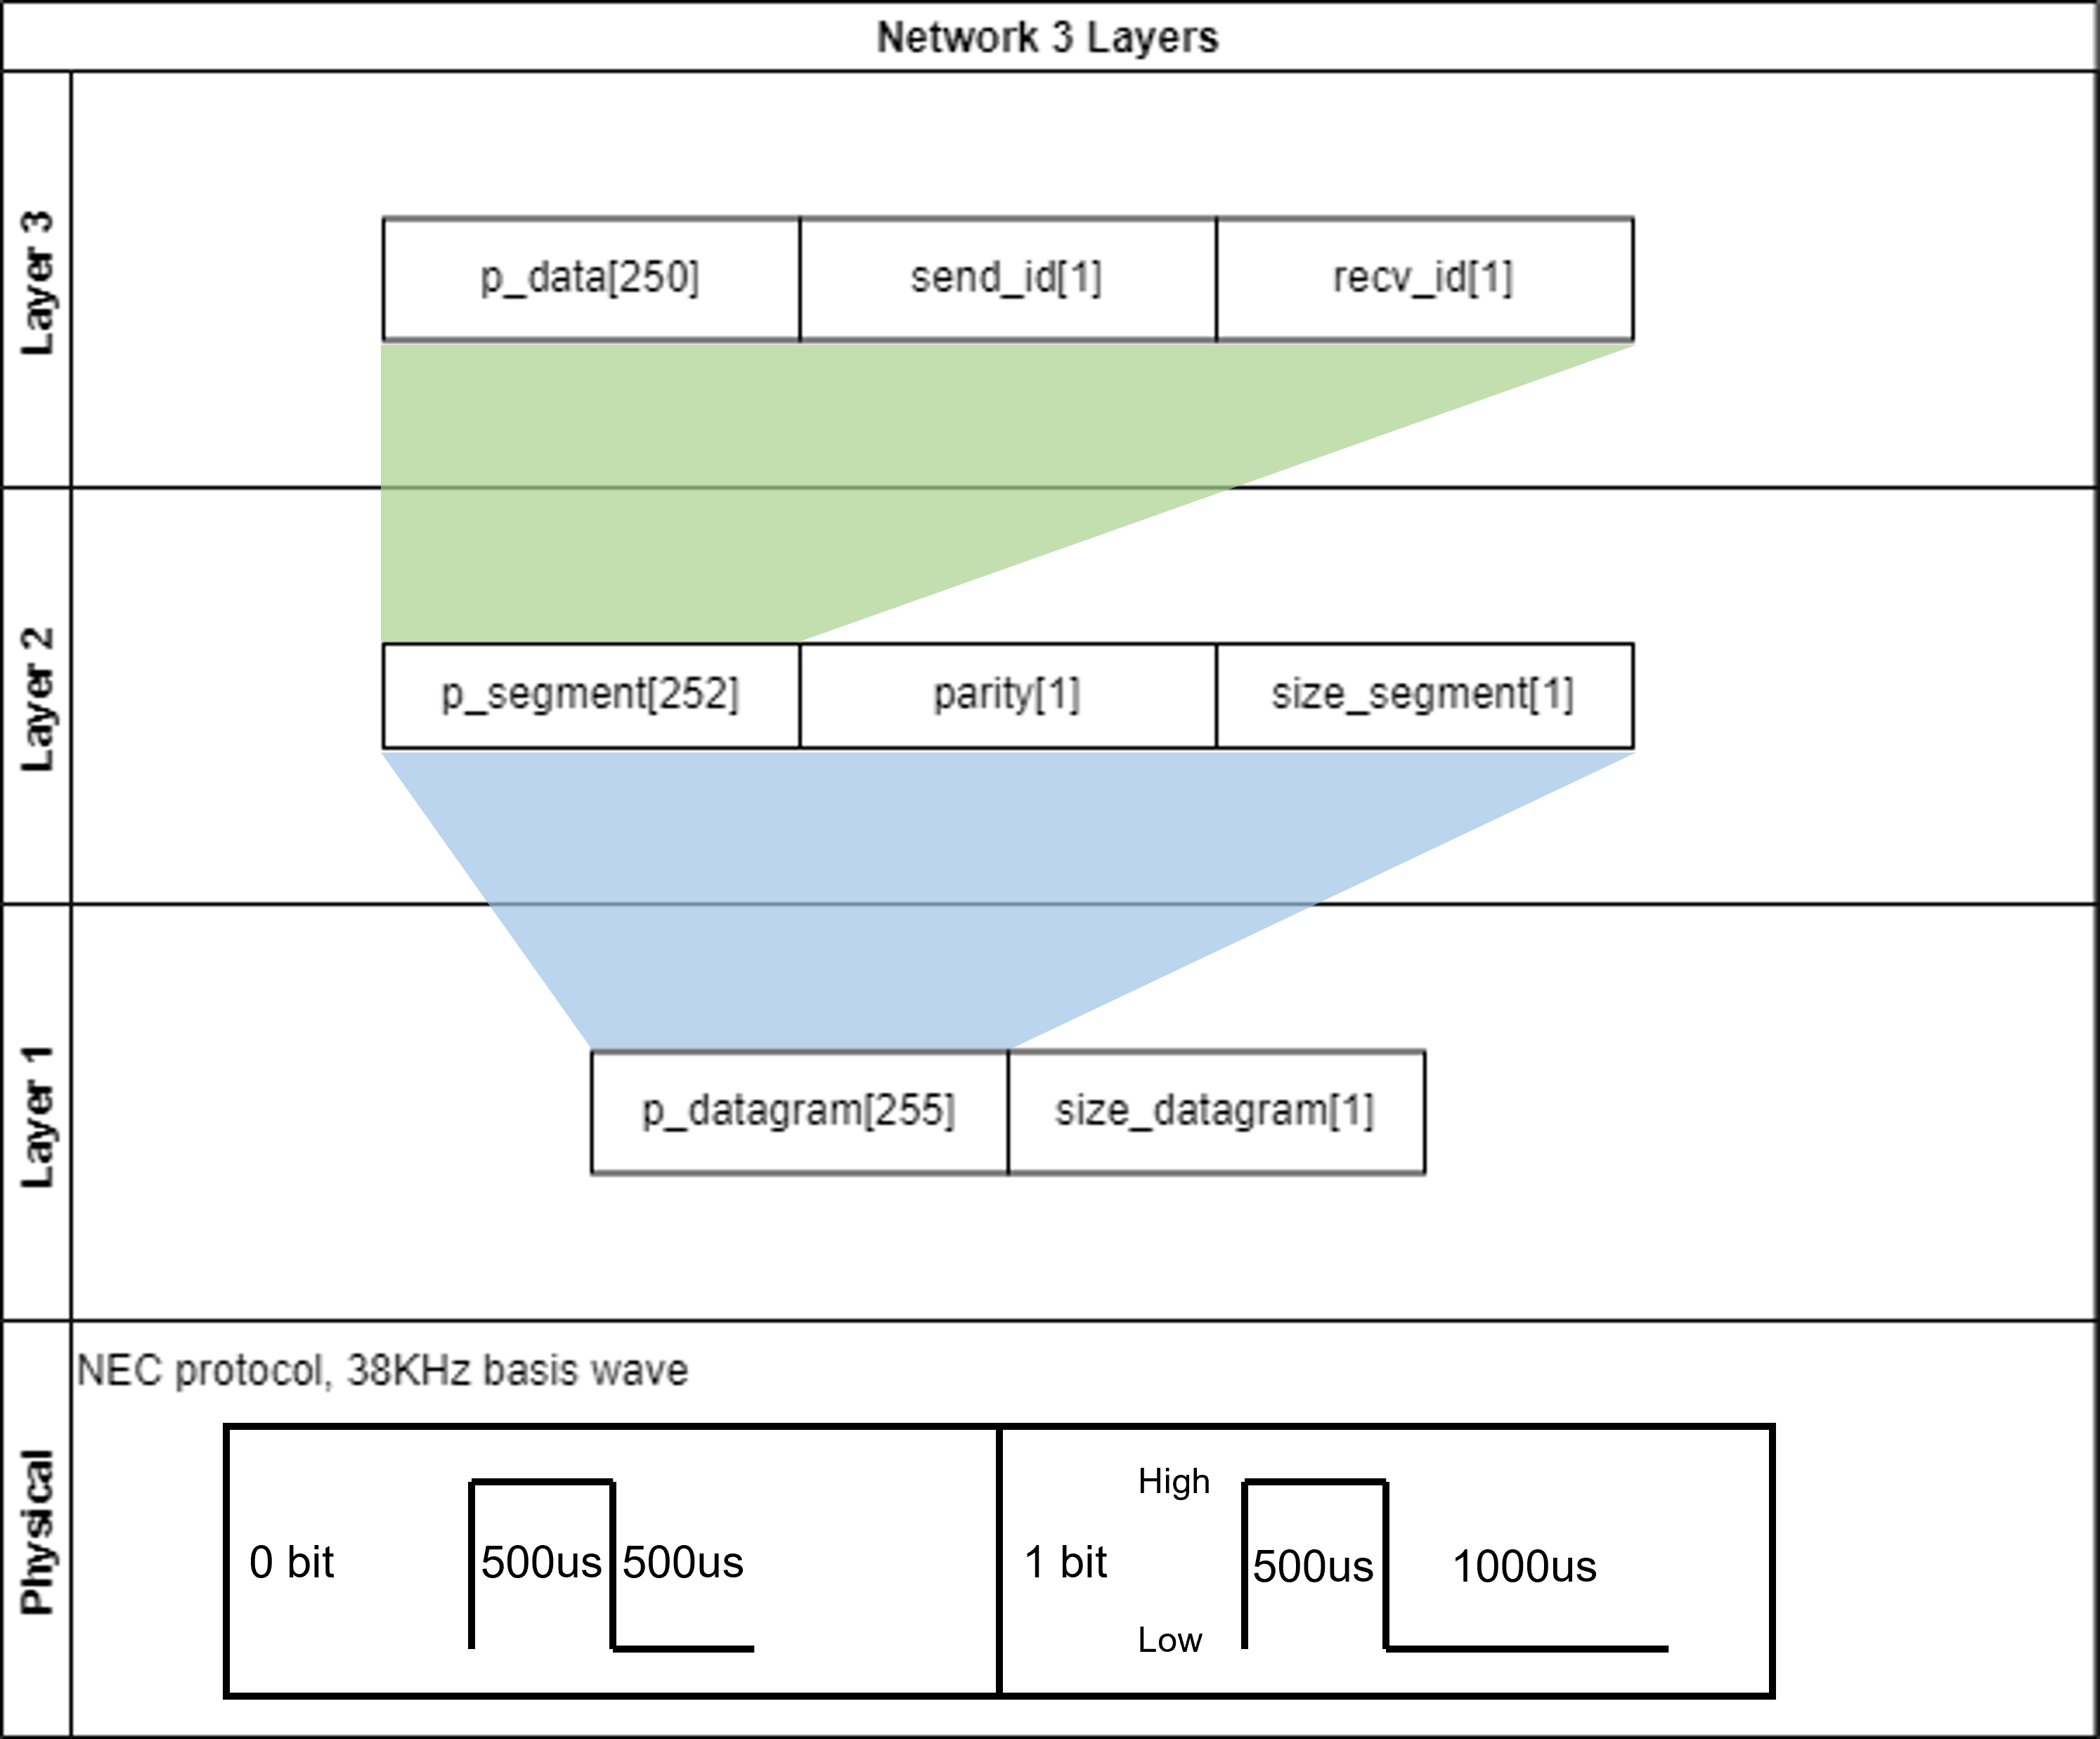 Network 3 Layers
Layer 3
p_data[250]
send_id[1]
recv_id[1]
Layer 2
p_segment[252]
parity[1]
size_segment[1]
Layer 1
p_datagram[255]
size_datagram[1]
Physical
NEC protocol, 38KHz basis wave
0 bit
500us
500us
1 bit
High
Low
500us
1000us